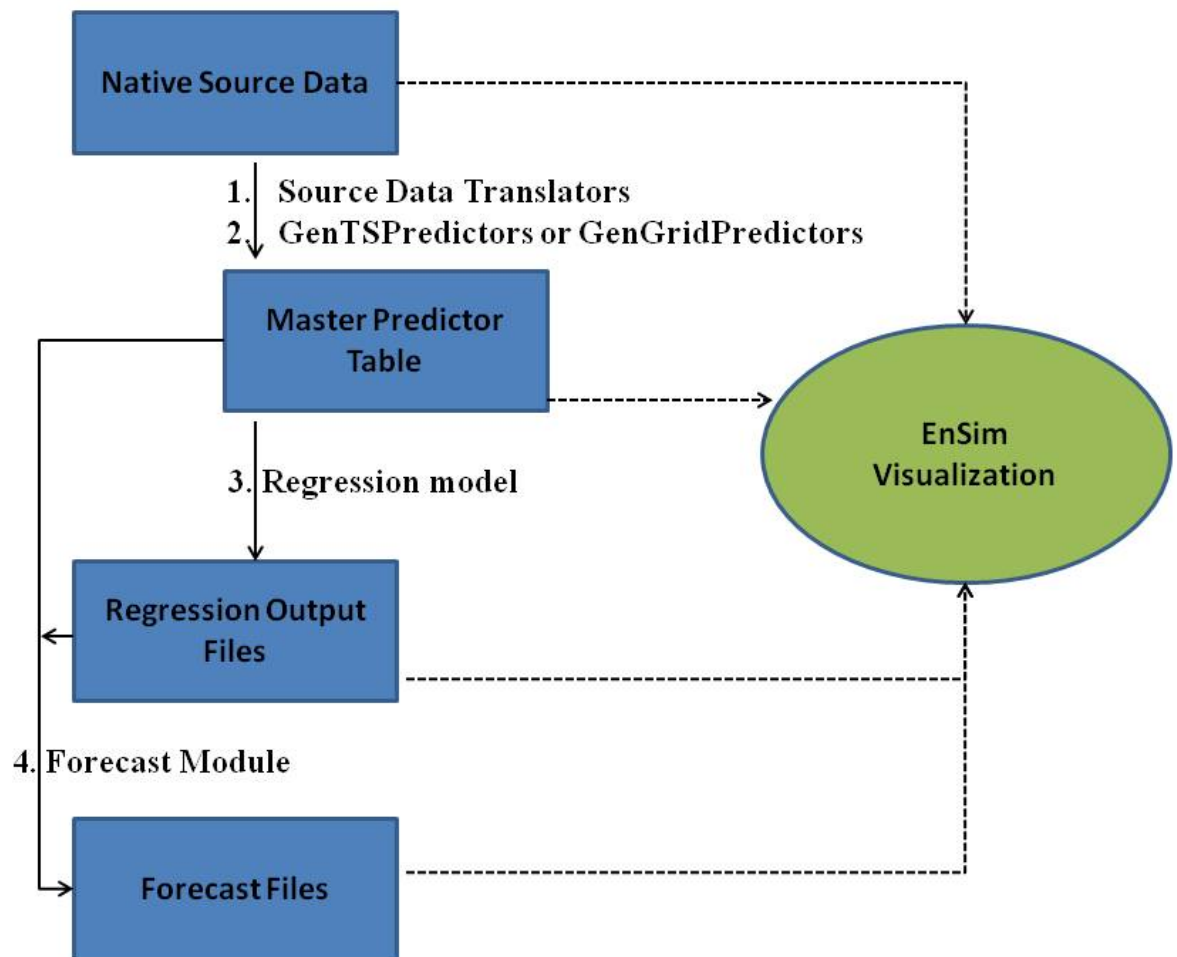 Native Source Data
1. Source Data Translators
2. GenTSPredictors or GenGridPredictors
Master Predictor
Table
EnSim
Visualization
3. Regression model
Regression Output
Files
4. Forecast Module
Forecast Files